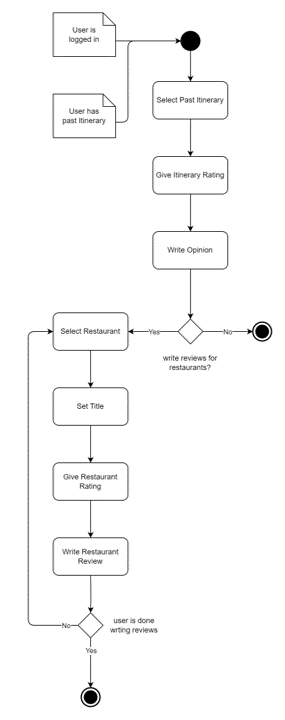 User is
logged in
User has
past Itinerary
Select Past Itinerary
Give Itinerary Rating
Write Opinion
Select Restaurant
Yes
No
write reviews for
restaurants?
Set Title
Give Restaurant
Rating
Write Restaurant
Review
No
user is done
wrting reviews
Yes